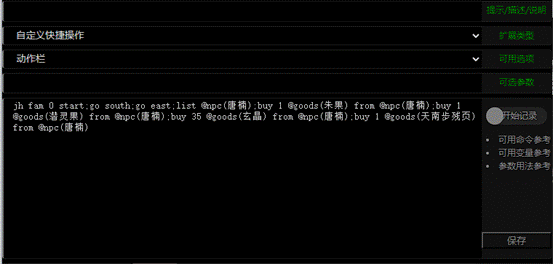 提示/描述/说明
自定义快捷操作
扩展类型
动作栏
可用选项
可选参数
jh fam 0 start;go south;go east;list @npc(唐楠);buy 1 @goods(朱果) from @npc(唐楠);buy 1
@goods(潜灵果) from @npc(唐楠);buy 35 @goods(玄晶) from @npc(唐楠);buy 1 @goods(天南步残页)
from @npc(唐楠)
开始记录
可用命令参考
可用变量参考
参数用法参考
保存